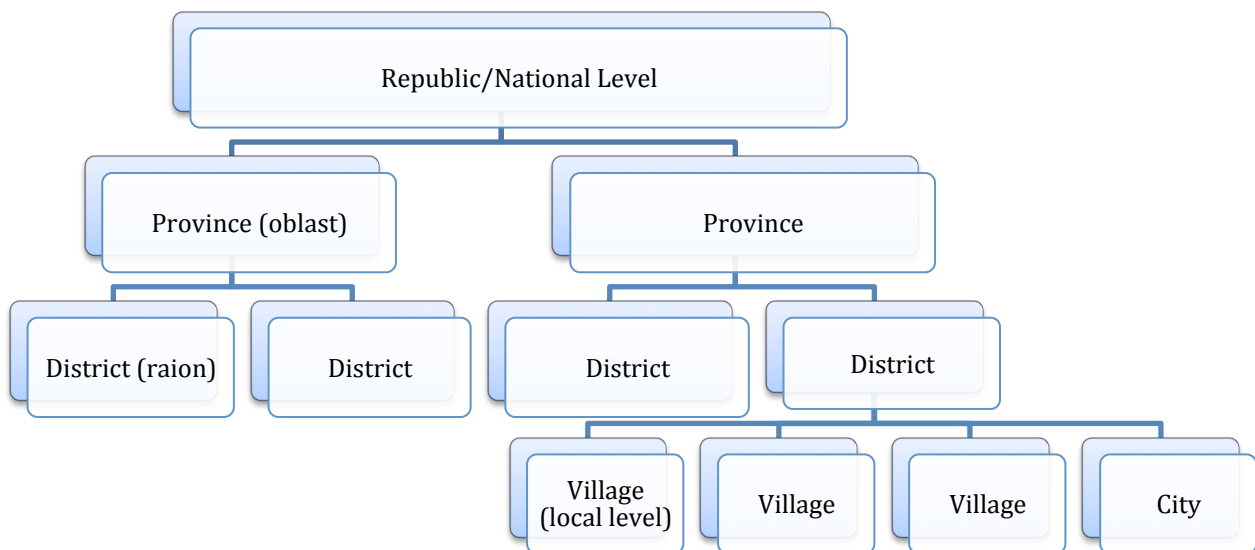 Republic/National Level
Province (oblast)
Province
District (raion)
District
District
District
Village
(local level)
Village
Village
City